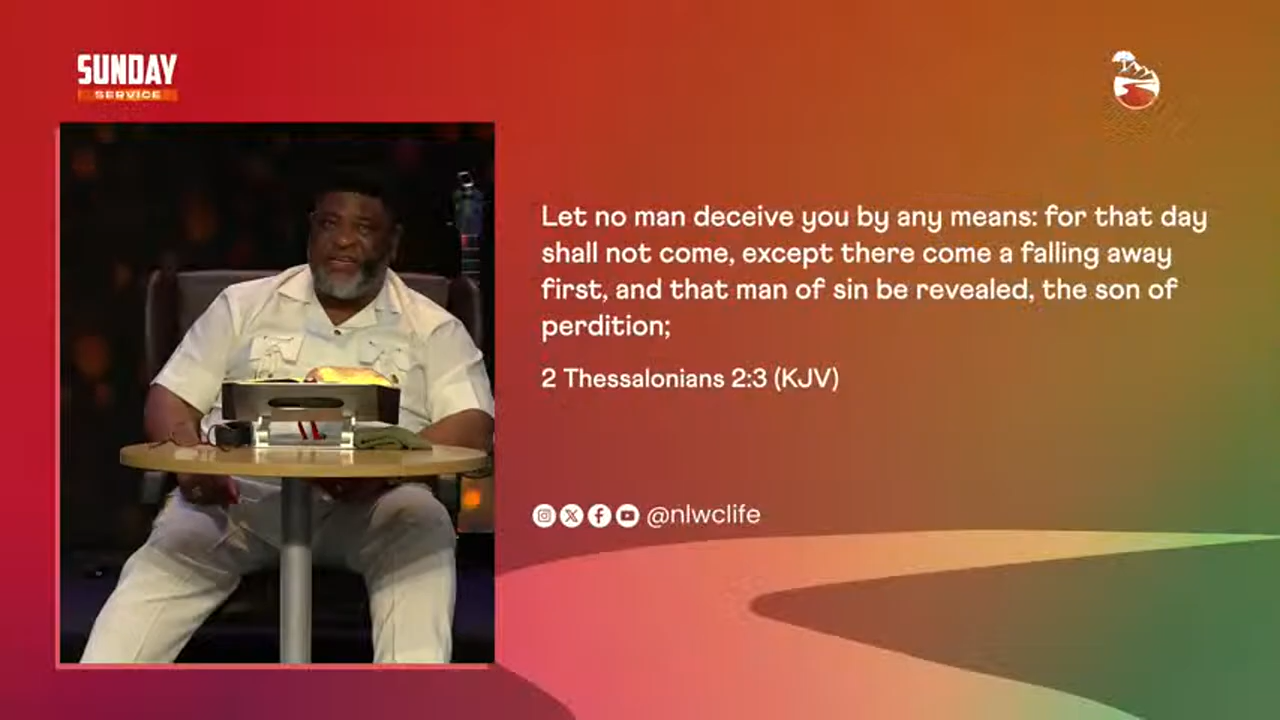 SUNDAY
SERVICE
Let no man deceive you by any means: for that day
shall not come, except there come a falling away
first, and that man of sin be revealed, the son of
perdition;
2 Thessalonians 2:3 (KJV)
@nlwclife